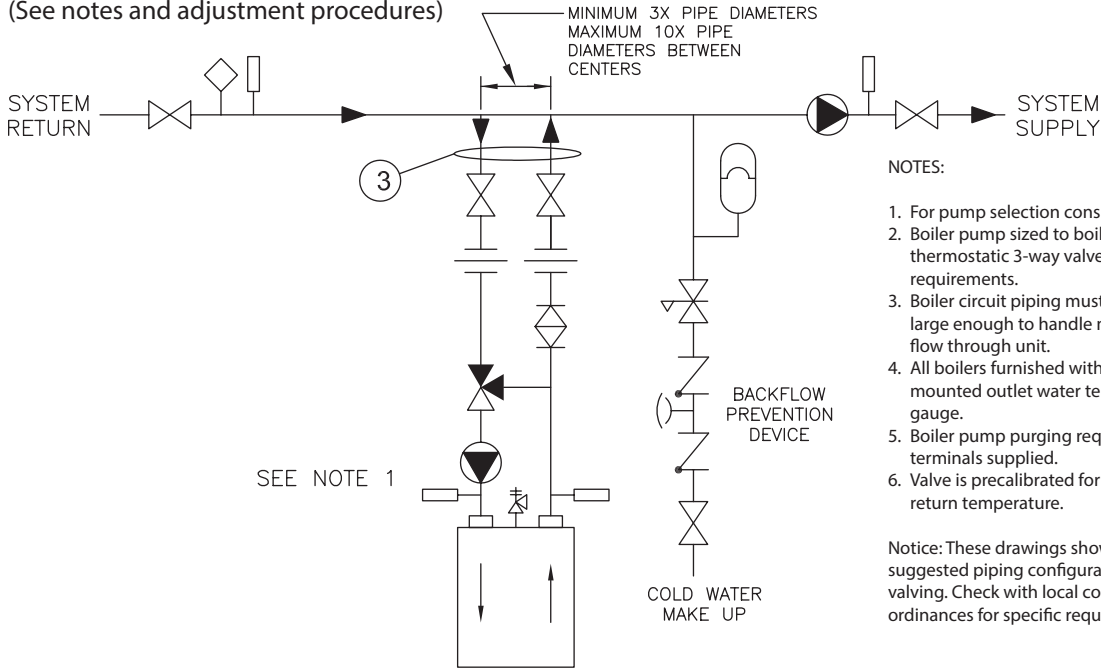 (See notes and adjustment procedures)
MINIMUM 3X PIPE DIAMETERS
MAXIMUM 10X PIPE
DIAMETERS BETWEEN
CENTERS
SYSTEM
RETURN
SYSTEM
SUPPLY
3
BACKFLOW
PREVENTION
DEVICE
SEE NOTE 1
COLD WATER
MAKE UP
NOTES:
1. For pump selection cons
2. Boiler pump sized to boil
thermostatic 3-way valve
requirements.
3. Boiler circuit piping must
large enough to handle
flow through unit.
4. All boilers furnished with
mounted outlet water te
gauge.
5. Boiler pump purging req
terminals supplied.
6. Valve is precalibrated for
return temperature.
Notice: These drawings show
suggested piping configura
valving. Check with local co
ordinances for specific requ